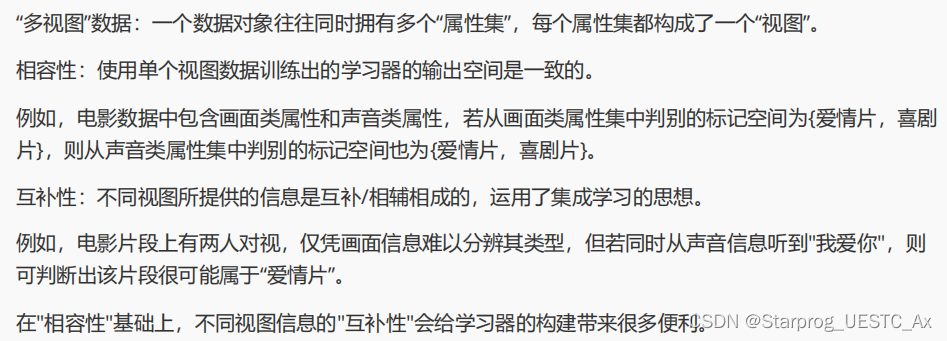 “多视图”数据：一个数据对象往往同时拥有多个“属性集”，每个属性集都构成了一个“视图”。
相容性：使用单个视图数据训练出的学习器的输出空间是一致的。
例如，电影数据中包含画面类属性和声音类属性，若从画面类属性集中判别的标记空间为{爱情片，喜剧
片}，则从声音类属性集中判别的标记空间也为{爱情片，喜剧片}。
互补性：不同视图所提供的信息是互补/相辅相成的，运用了集成学习的思想。
例如，电影片段上有两人对视，仅凭画面信息难以分辨其类型，但若同时从声音信息听到"我爱你"，则
可判断出该片段很可能属于“爱情片”。
在"相容性"基础上，不同视图信息的"互补性"会给学习器的构建带来很多便利。
CSDN @Starprog_UESTC_Ax